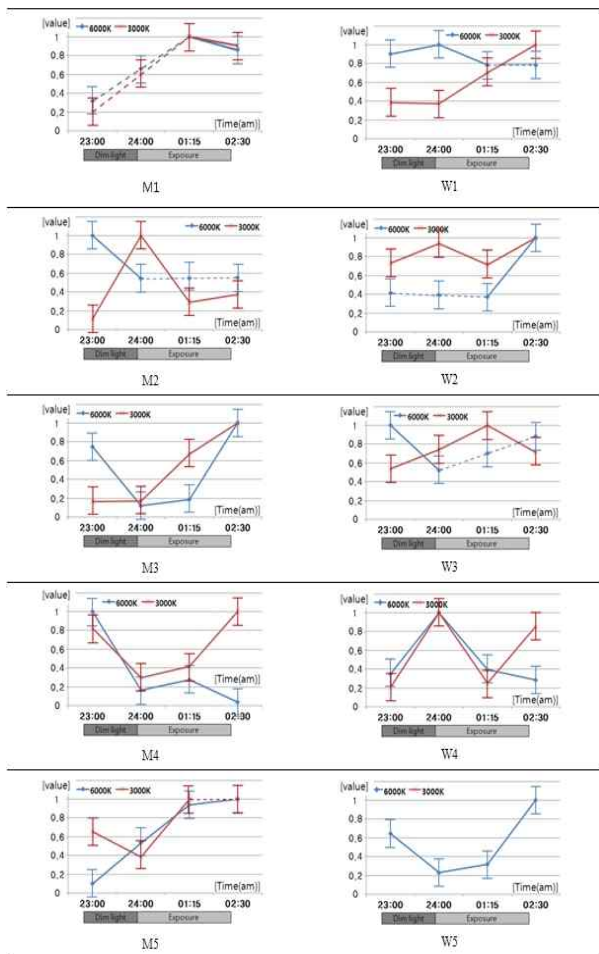 [value] 6000K 3000K
1
0,8
0,6
0,4
0,2
0
[Time(am)]
23:00 24:00 01:15 02:30
Dim light Exposure
M1
[value] 6000K 3000K
1
0,8
0,6
0,4
0,2
0
[Time(am)]
23:00 24:00 01:15 02:30
Dim light Exposure
W1
[value] 6000K 3000K
1
0,8
0,6
0,4
0,2
0
[Time(am)]
23:00 24:00 01:15 02:30
Dim light Exposure
M2
[value] 6000K 3000K
1
0,8
0,6
0,4
0,2
0
[Time(am)]
23:00 24:00 01:15 02:30
Dim light Exposure
W2
[value] 6000K 3000K
1
0,8
0,6
0,4
0,2
0
[Time(am)]
23:00 24:00 01:15 02:30
Dim light Exposure
M3
[value] 6000K 3000K
1
0,8
0,6
0,4
0,2
0
[Time(am)]
23:00 24:00 01:15 02:30
Dim light Exposure
W3
[value] 6000K 3000K
1
0,8
0,6
0,4
0,2
0
[Time(am)]
23:00 24:00 01:15 02:30
Dim light Exposure
M4
[value] 6000K 3000K
1
0,8
0,6
0,4
0,2
0
[Time(am)]
23:00 24:00 01:15 02:30
Dim light Exposure
W4
[value] 6000K 3000K
1
0,8
0,6
0,4
0,2
0
[Time(am)]
23:00 24:00 01:15 02:30
Dim light Exposure
M5
[value] 6000K 3000K
1
0,8
0,6
0,4
0,2
0
[Time(am)]
23:00 24:00 01:15 02:30
Dim light Exposure
W5